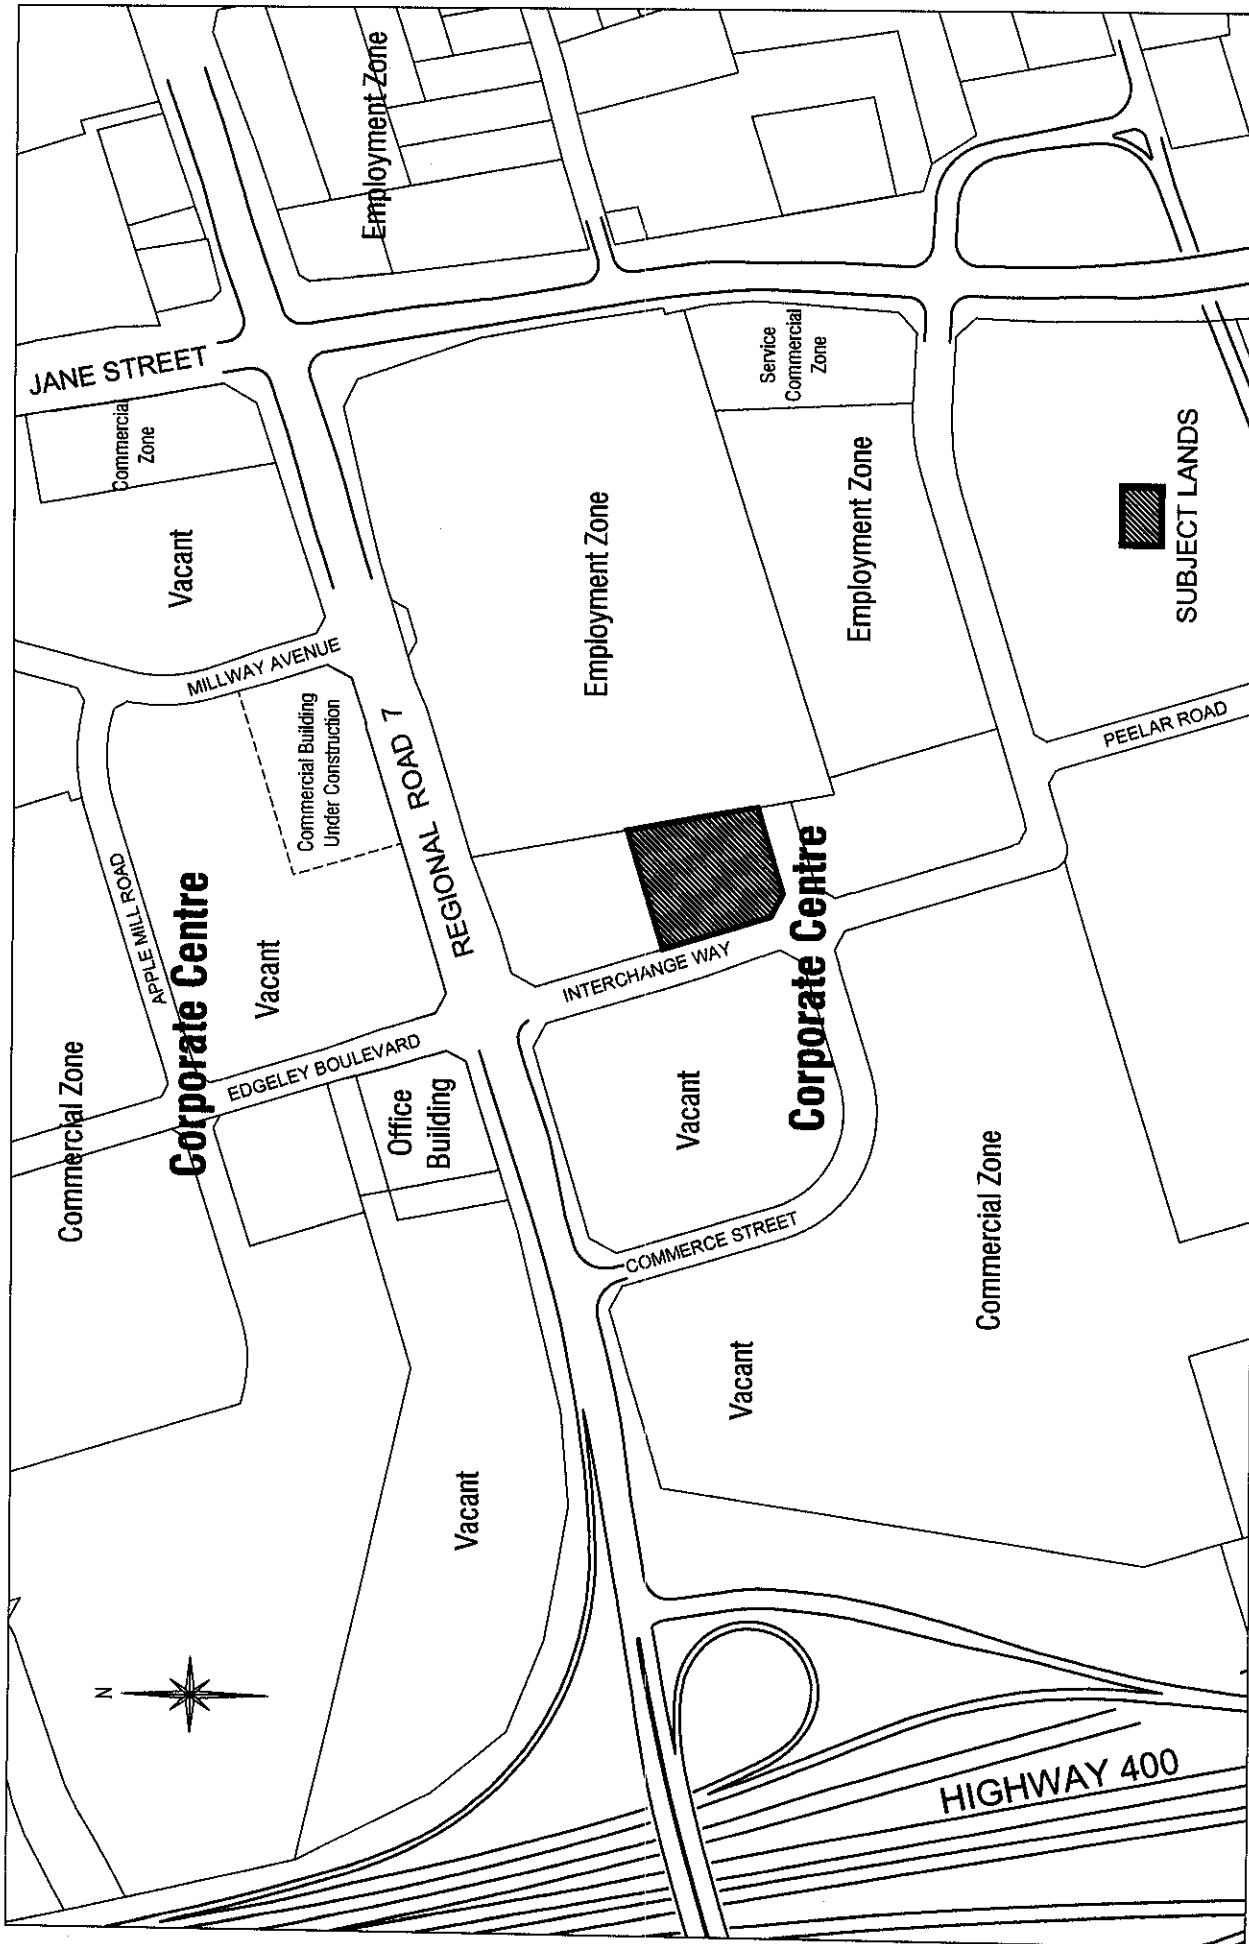 JANE STREET
Employment Zone
Commercial
Zone
Vacant
MILLWAY AVENUE
Commercial Building
Under Construction
REGIONAL ROAD 7
APPLE MILL ROAD
Corporate Centre
Vacant
Commercial Zone
EDGELEY BOULEVARD
Office
Building
Vacant
N
Employment Zone
Service
Commercial
Zone
Employment Zone
SUBJECT LANDS
PEELAR ROAD
INTERCHANGE WAY
Corporate Centre
Vacant
COMMERCE STREET
Commercial Zone
Vacant
HIGHWAY 400